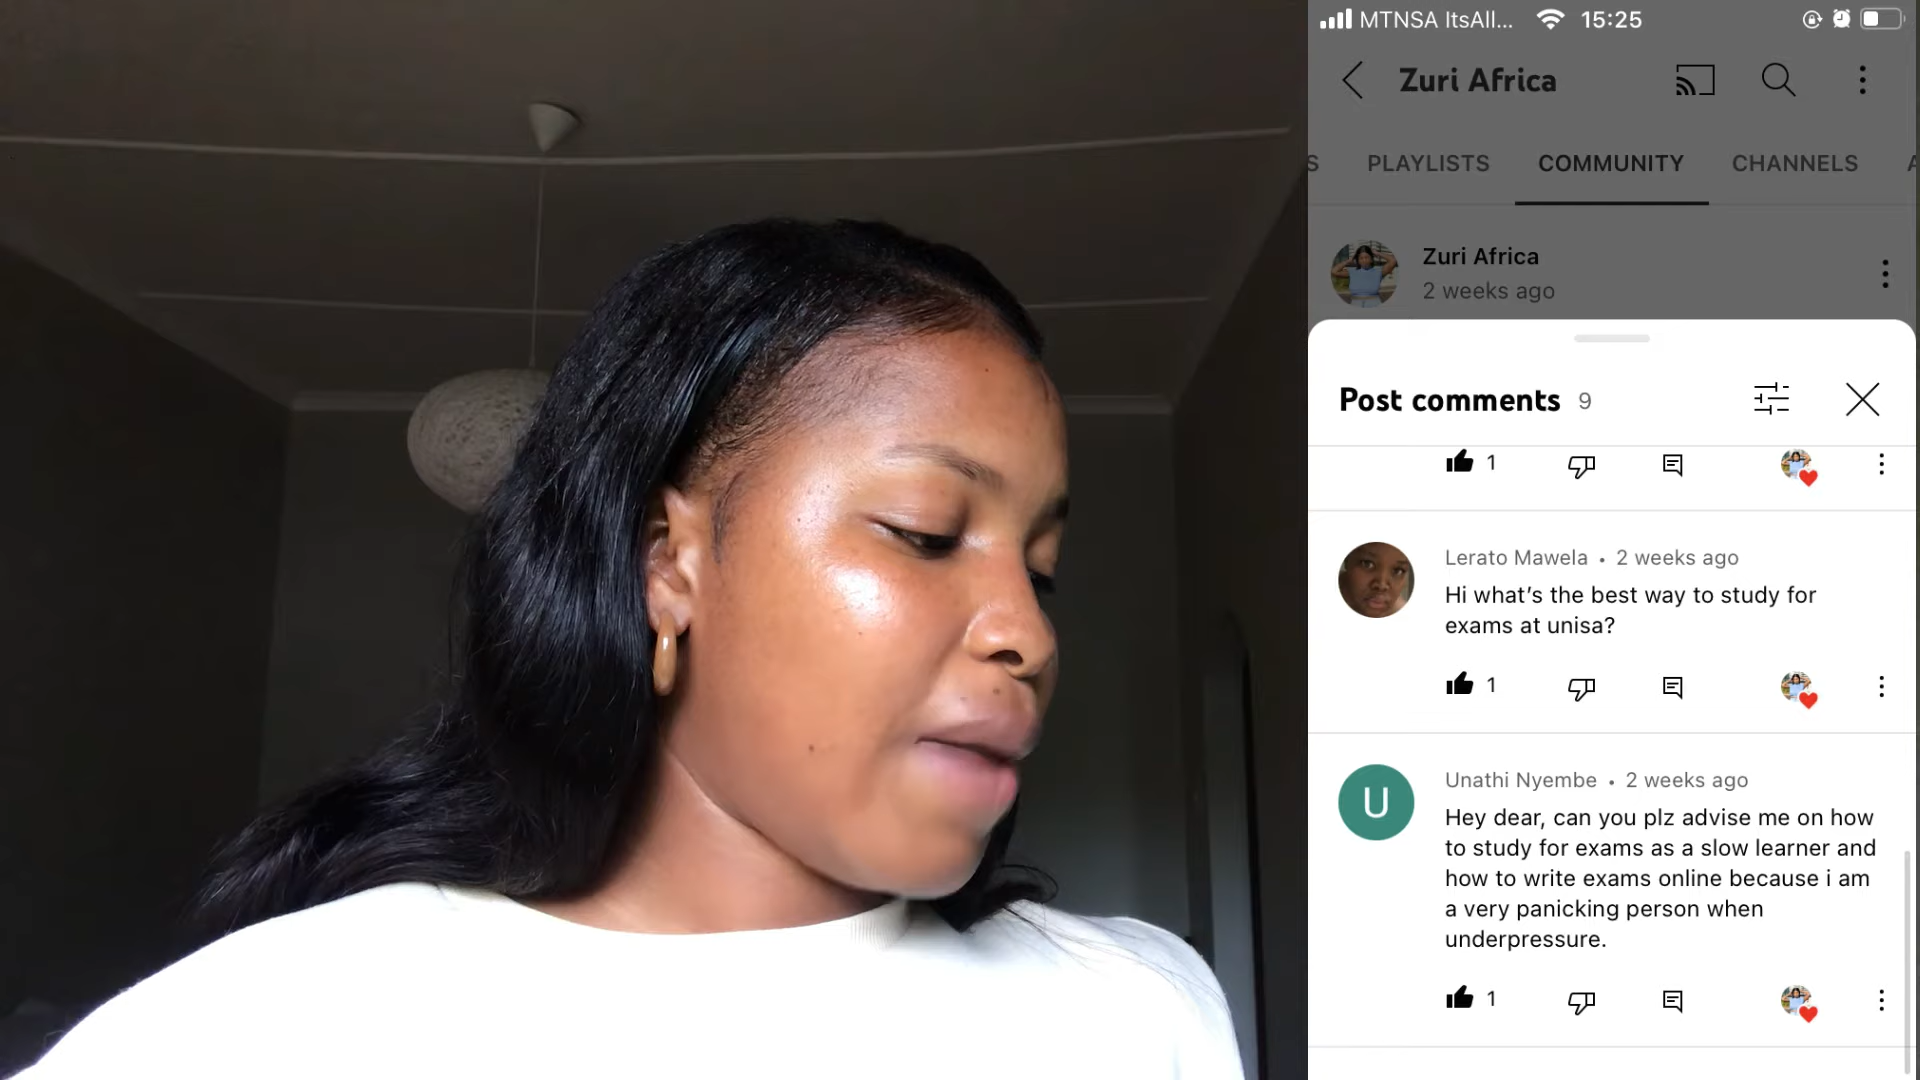 MTNSA ItsAll... 15:25
Zuri Africa
S PLAYLISTS COMMUNITY CHANNELS A
Zuri Africa
2 weeks ago
Post comments 9
1
Lerato Mawela • 2 weeks ago
Hi what's the best way to study for
exams at unisa?
1
U
Unathi Nyembe • 2 weeks ago
Hey dear, can you plz advise me on how
to study for exams as a slow learner and
how to write exams online because i am
a very panicking person when
underpressure.
1